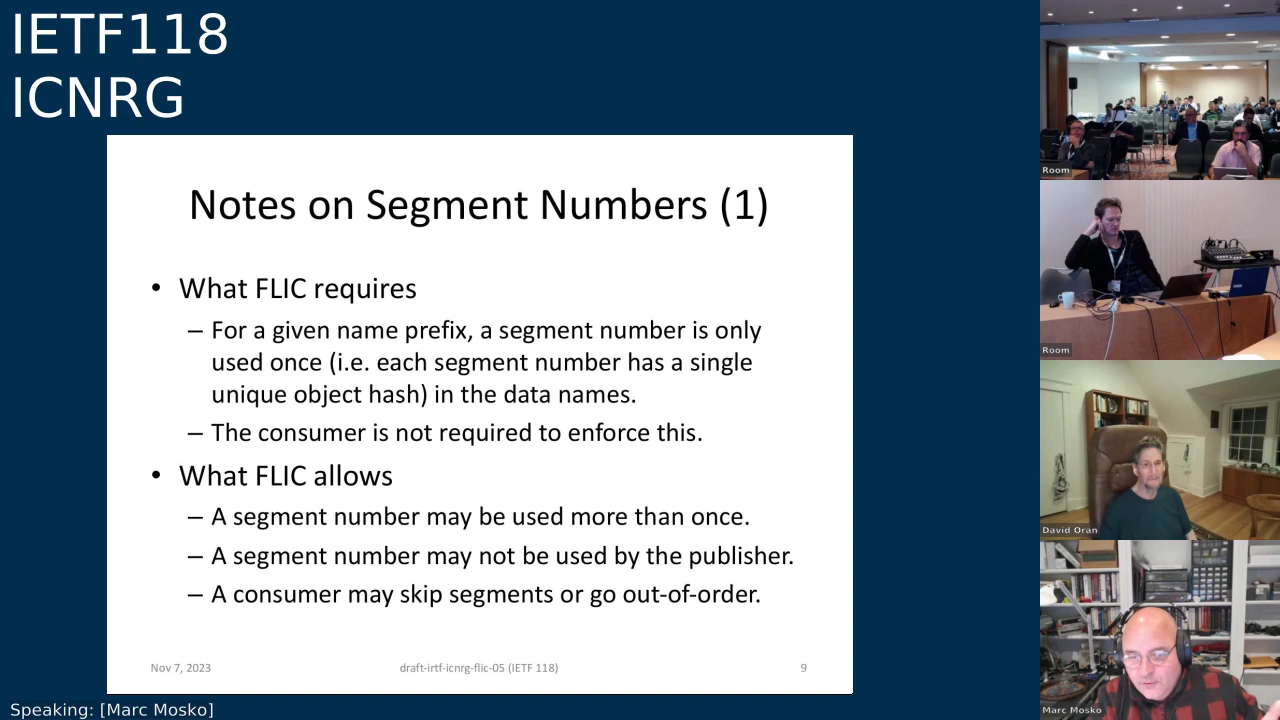 IETF118
ICNRG
Notes on Segment Numbers (1)
• What FLIC requires
– For a given name prefix, a segment number is only
used once (i.e. each segment number has a single
unique object hash) in the data names.
– The consumer is not required to enforce this.
• What FLIC allows
– A segment number may be used more than once.
– A segment number may not be used by the publisher.
– A consumer may skip segments or go out-of-order.
Nov 7, 2023
draft-irtf-icnrg-flic-05 (IETF 118)
9
Speaking: [Marc Mosko]
Room
Room
David Oran
Marc Mosko